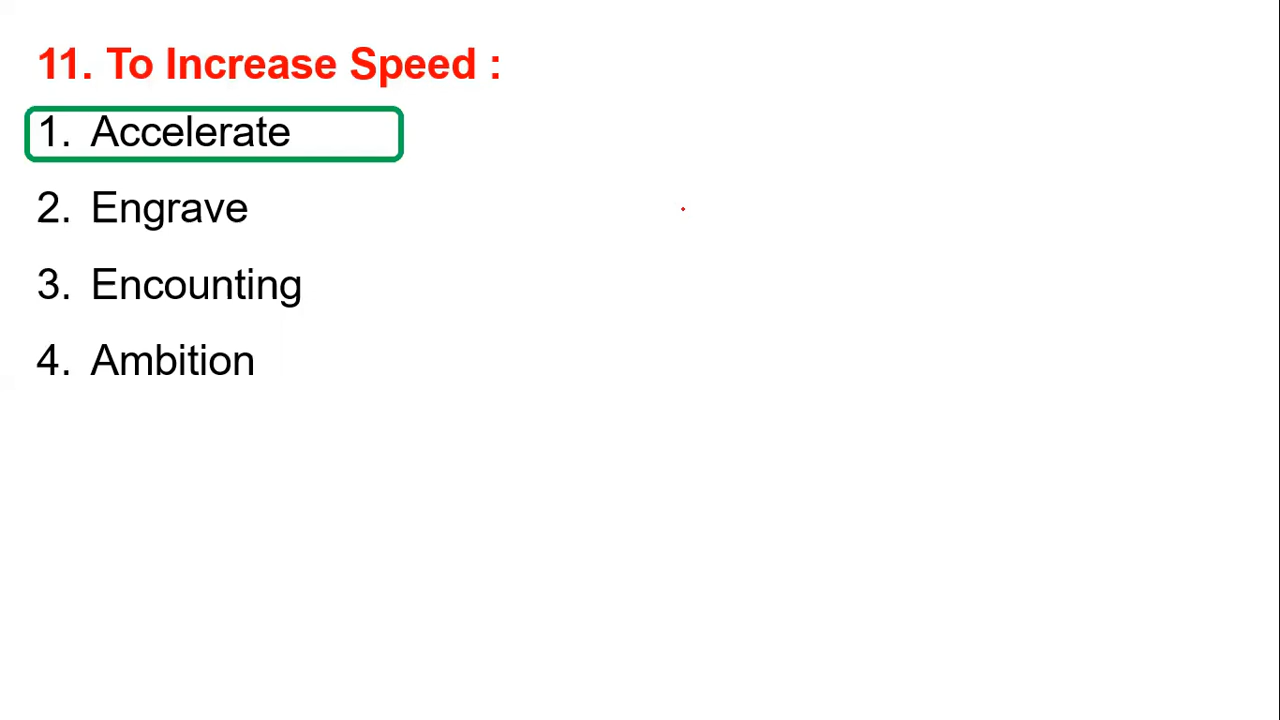 11. To Increase Speed :
1. Accelerate
2. Engrave
3. Encounting
4. Ambition